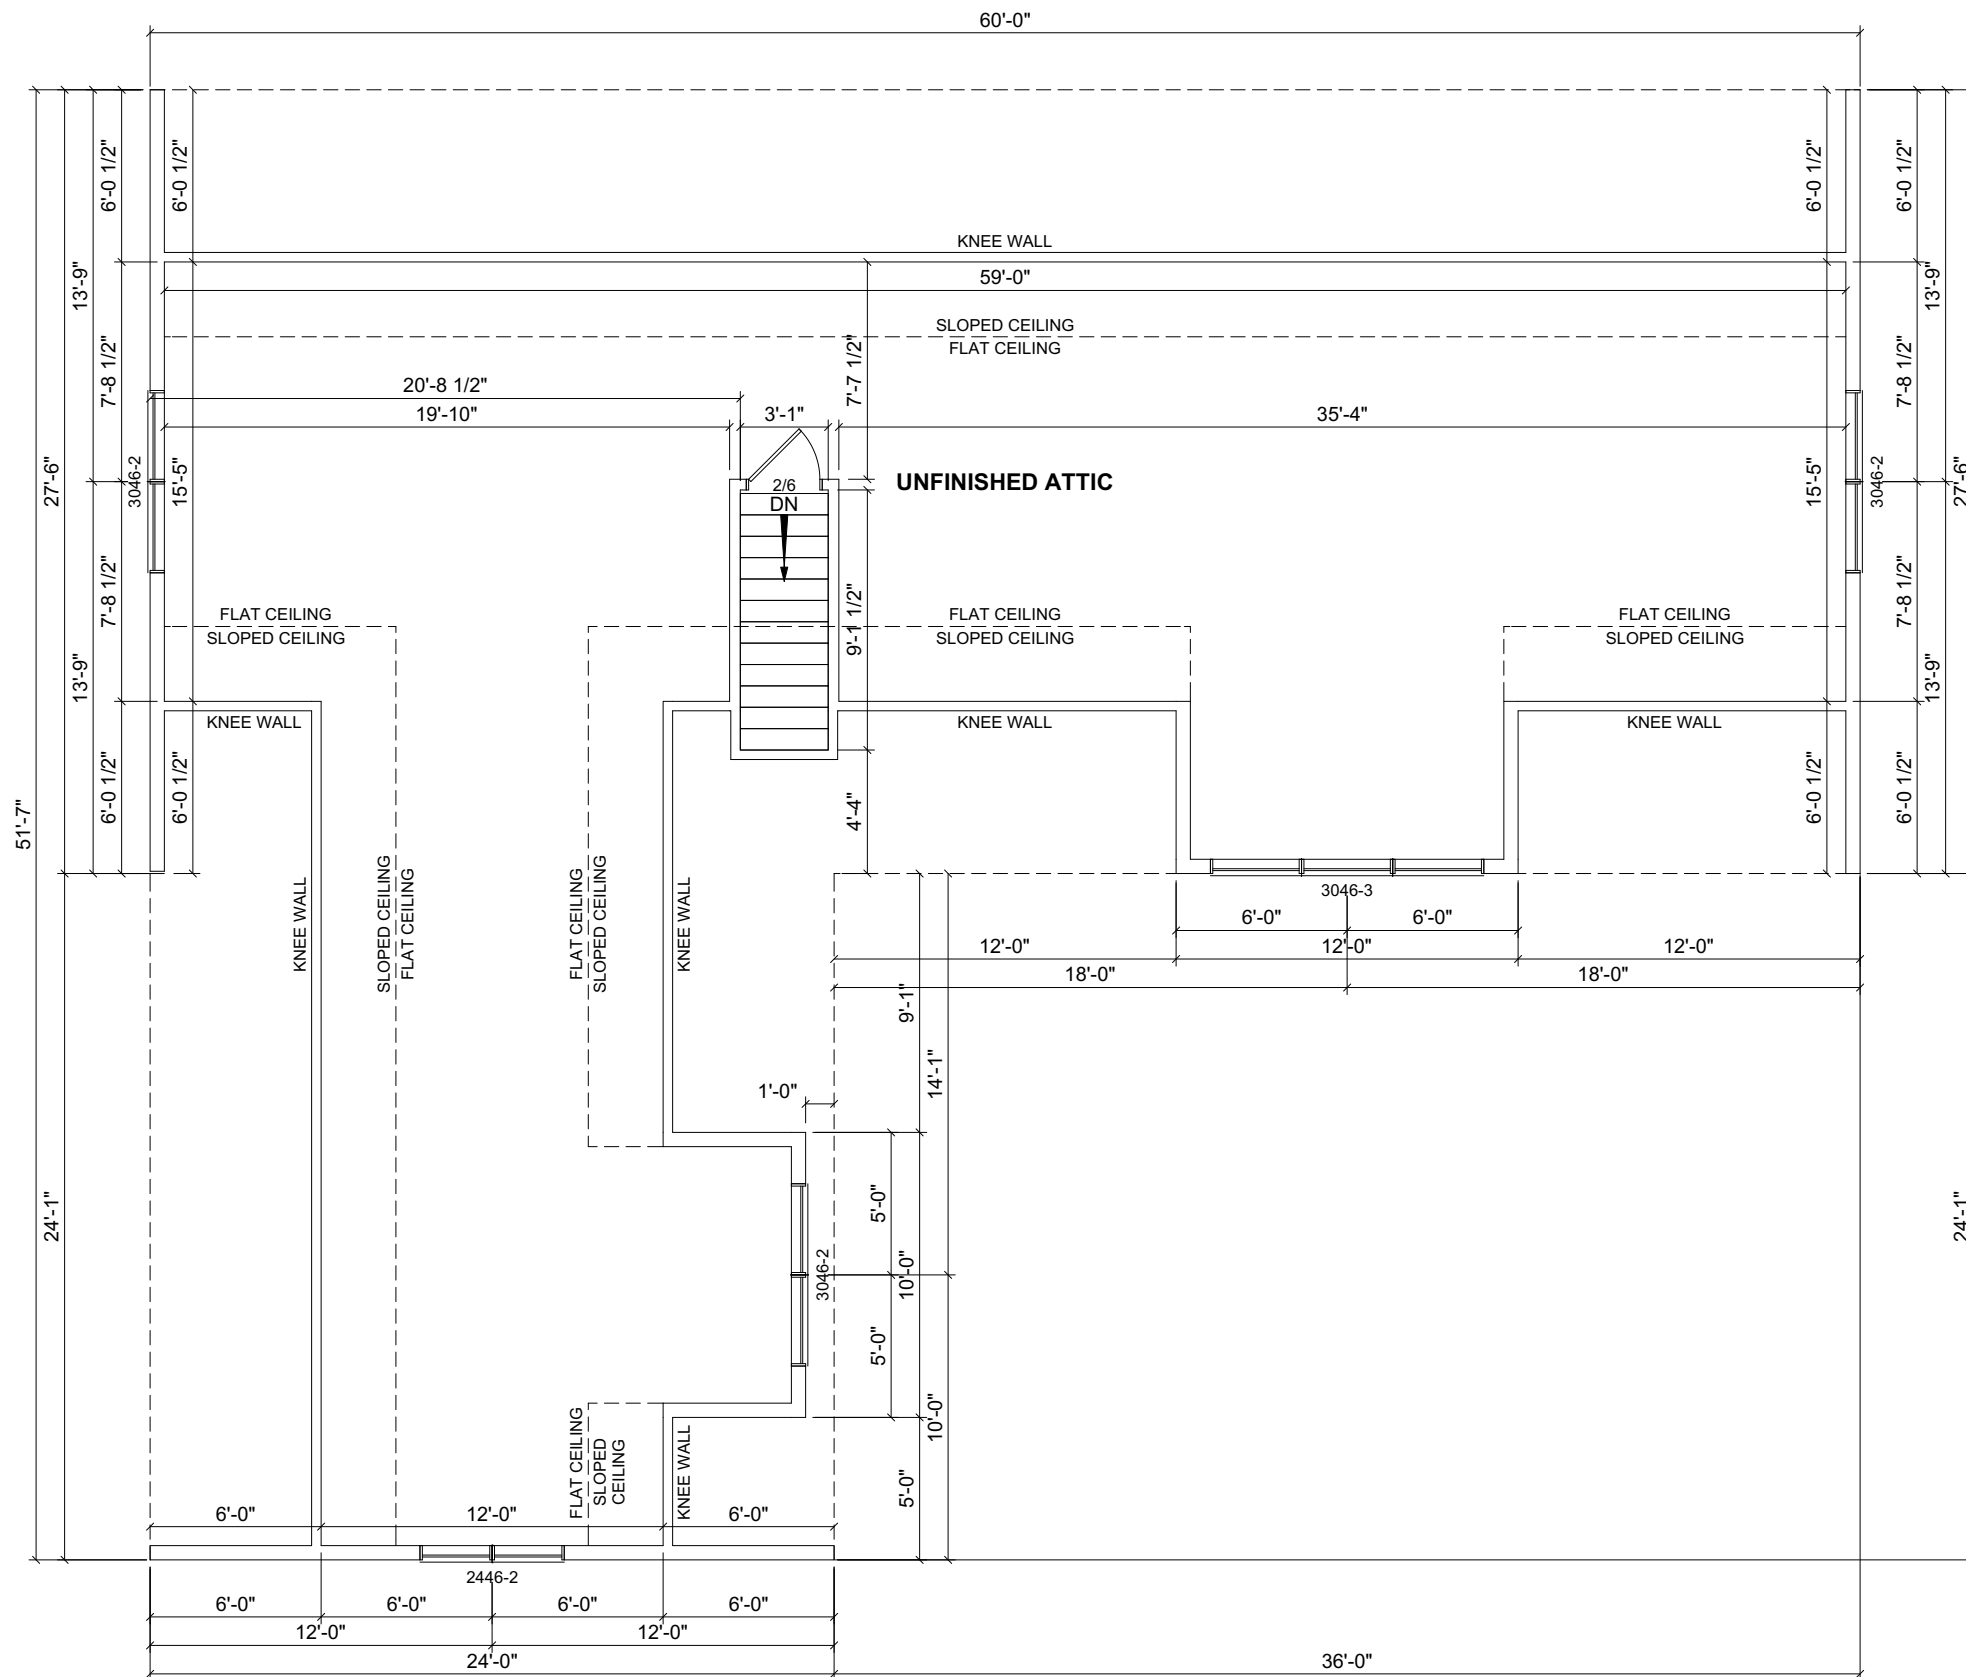 60'-0"
6'-0 1/2"
6'-0 1/2"
6'-0 1/2"
6'-0 1/2"
KNEE WALL
59'-0"
13'-9"
13'-9"
SLOPED CEILING
FLAT CEILING
7'-8 1/2"
7'-7 1/2"
7'-8 1/2"
20'-8 1/2"
19'-10"
3'-1"
35'-4"
27'-6"
3046-2
15'-5"
2/6
DN
UNFINISHED ATTIC
15'-5"
3046-2
27'-6"
7'-8 1/2"
9'-1 1/2"
7'-8 1/2"
FLAT CEILING
SLOPED CEILING
FLAT CEILING
SLOPED CEILING
FLAT CEILING
SLOPED CEILING
13'-9"
13'-9"
KNEE WALL
KNEE WALL
KNEE WALL
6'-0 1/2"
6'-0 1/2"
4'-4"
6'-0 1/2"
6'-0 1/2"
51'-7"
3046-3
6'-0"
6'-0"
KNEE WALL
SLOPED CEILING
FLAT CEILING
FLAT CEILING
SLOPED CEILING
KNEE WALL
12'-0"
12'-0"
12'-0"
18'-0"
18'-0"
9'-1"
14'-1"
1'-0"
24'-1"
5'-0"
24'-1"
3046-2
10'-0"
5'-0"
10'-0"
FLAT CEILING
SLOPED
CEILING
KNEE WALL
5'-0"
6'-0"
12'-0"
6'-0"
2446-2
6'-0"
6'-0"
6'-0"
6'-0"
12'-0"
12'-0"
24'-0"
36'-0"